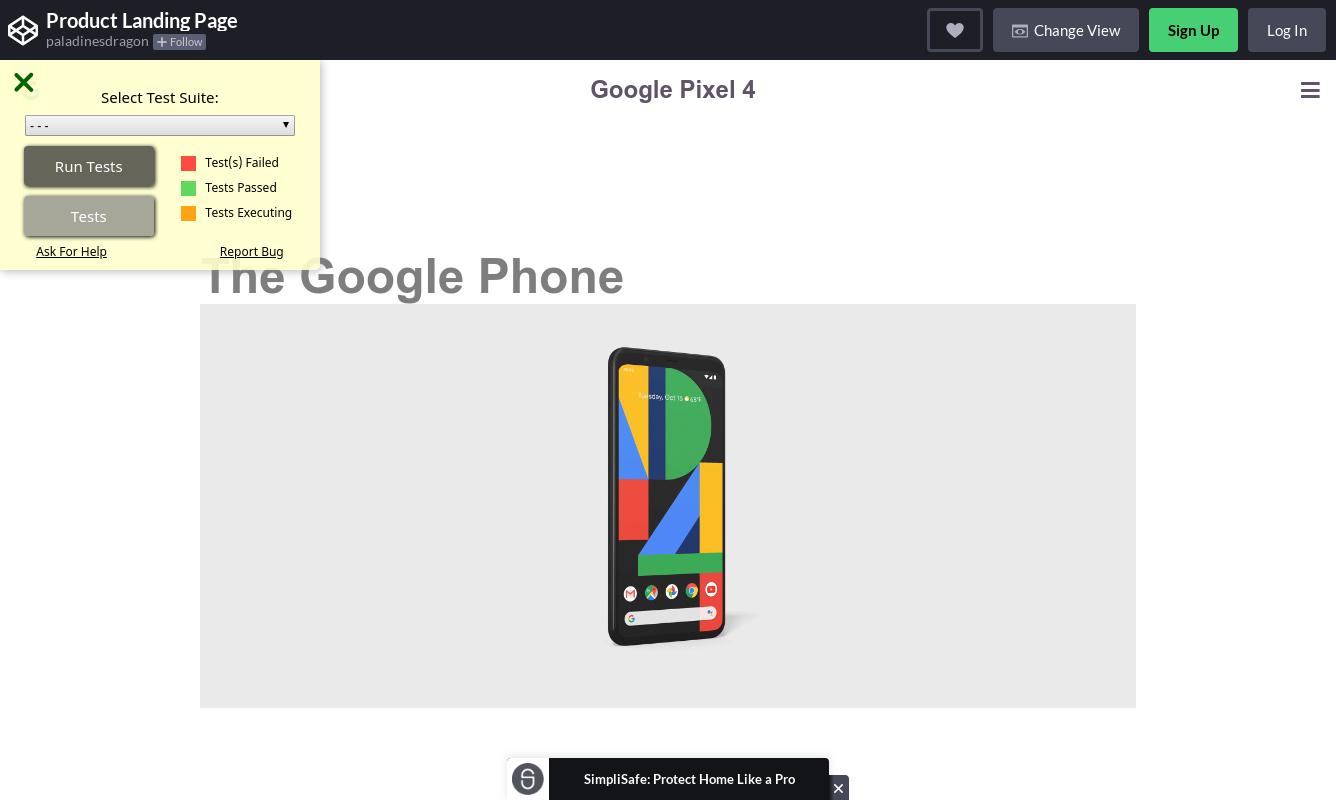 Product Landing Page
paladinesdragon
+ Follow
Change View
Sign Up
Log In
Select Test Suite:
- - -
Run Tests
Tests
Test(s) Failed
Tests Passed
Tests Executing
Ask For Help
Report Bug
Google Pixel 4
The Google Phone
Tuesday, Oct 15 63°F
SimpliSafe: Protect Home Like a Pro